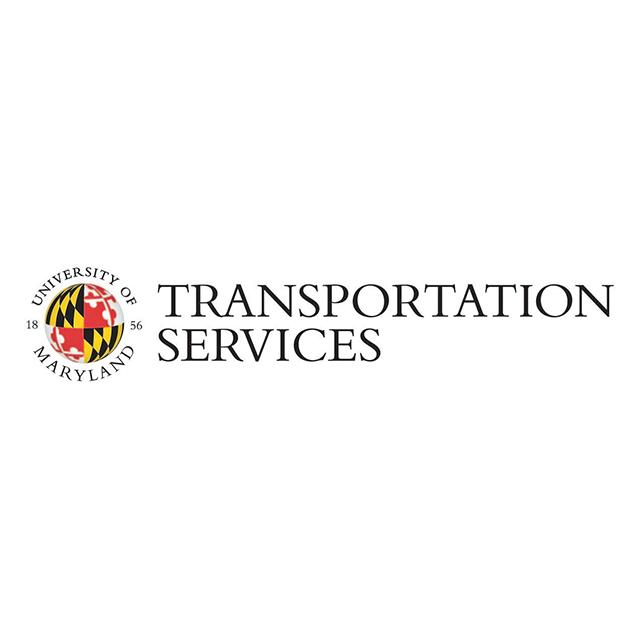 UNIVERSITY OF
18 56
MARYLAND
TRANSPORTATION
SERVICES